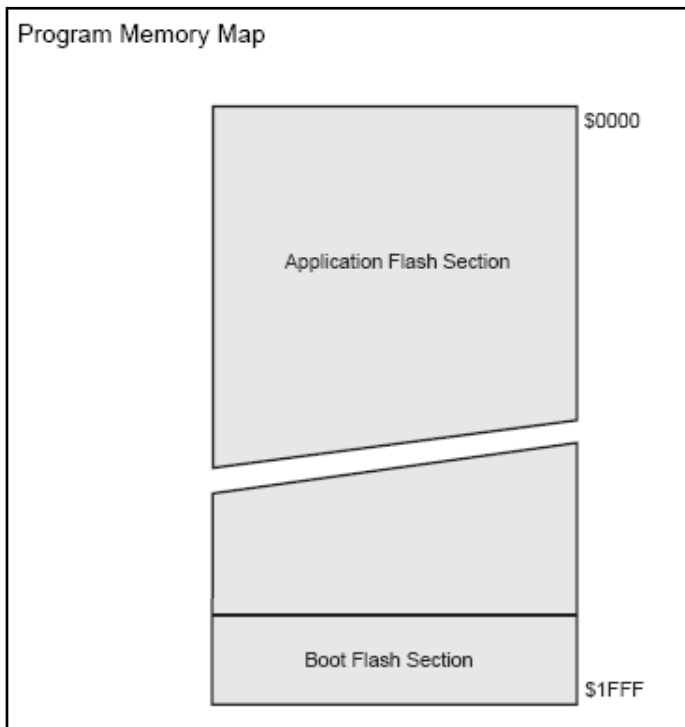 Program Memory Map
$0000
Application Flash Section
Boot Flash Section
$1FFF